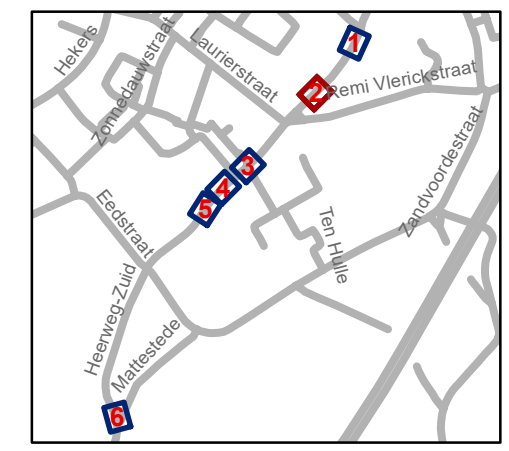 Hekers
Zonnedauwstraat
Laurierstraat
1
2
Remi Vlerickstraat
3
4
5
Zandvoordestraat
Eedstraat
Ten Hulle
Heerweg-Zuid
Mattestede
6